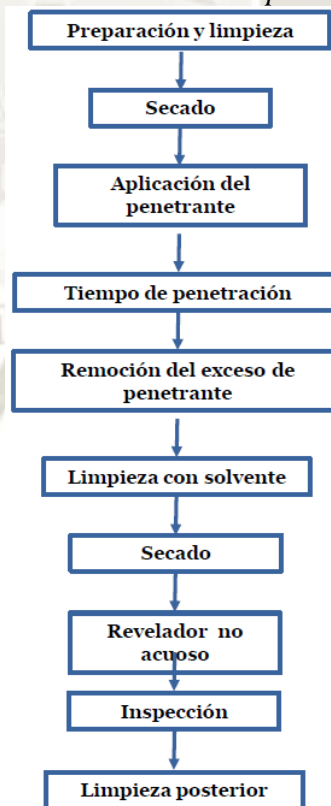 Preparación y limpieza
Secado
Aplicación del
penetrante
Tiempo de penetración
Remoción del exceso de
penetrante
Limpieza con solvente
Secado
Revelador no
acuoso
Inspección
Limpieza posterior